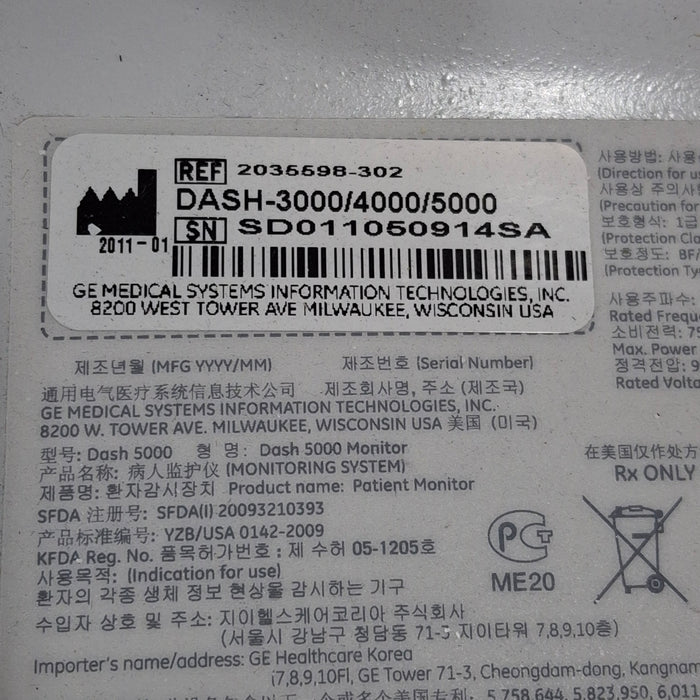 REF 2035598-302
DASH-3000/4000/5000
SN SD011050914SA
2011-01
GE MEDICAL SYSTEMS INFORMATION TECHNOLOGIES, INC.
8200 WEST TOWER AVE MILWAUKEE, WISCONSIN USA
제조년월 (MFG YYYY/MM) 제조번호 (Serial Number)
通用电气医疗系统信息技术公司 제조회사명, 주소 (제조국)
GE MEDICAL SYSTEMS INFORMATION TECHNOLOGIES, INC.
8200 W. TOWER AVE. MILWAUKEE, WISCONSIN USA 美国 (미국)
型号: Dash 5000 형 명: Dash 5000 Monitor
产品名称: 病人监护仪 (MONITORING SYSTEM)
제품명: 환자감시장치 Product name: Patient Monitor
SFDA 注册号: SFDA(I) 20093210393
产品标准编号: YZB/USA 0142-2009
KFDA Reg. No. 품목허가번호: 제 수허 05-1205호
사용목적: (Indication for use)
환자의 각종 생체 정보 현상을 감시하는 기구
수입자 상호 및 주소: 지이헬스케어코리아 주식회사
(서울시 강남구 청담동 71-3 지이타워 7,8,9,10층)
Importer's name/address: GE Healthcare Korea
(7,8,9,10Fl, GE Tower 71-3, Cheongdam-dong, Kangnam
5,758,644, 5,823,950, 6,011
사용방법: 사용
(Direction for us
사용상 주의사
(Precaution for
보호형식: 1급
(Protection Cla
보호정도: BF/
(Protection Ty
사용주파수:
Rated Frequ
소비전력: 75
Max. Power
정격전압: 9
Rated Volta
在美国仅作处方
Rx ONLY
РСТ
ME20